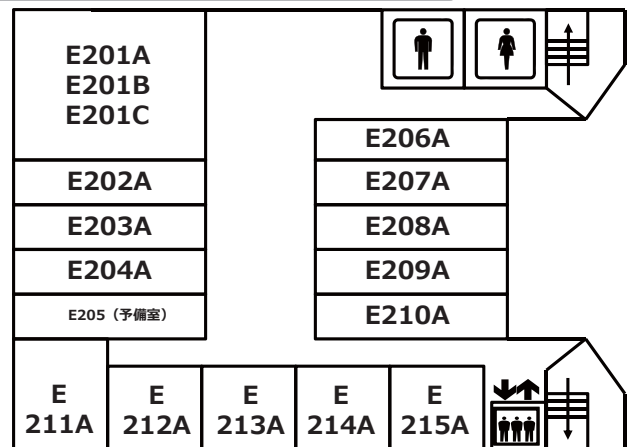 E201A
E201B
E201C
E202A
E203A
E204A
E205（予備室）
E206A
E207A
E208A
E209A
E210A
E
211A
E
212A
E
213A
E
214A
E
215A